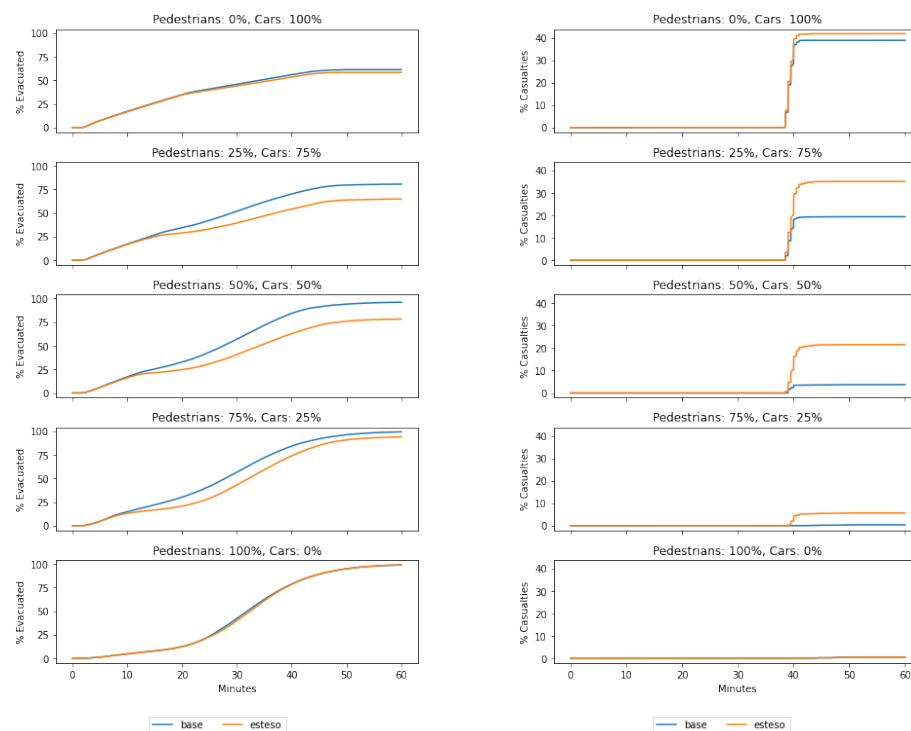 Pedestrians: 0%, Cars: 100%
100
75
50
25
0
% Evacuated
Pedestrians: 0%, Cars: 100%
40
30
20
10
0
% Casualties
Pedestrians: 25%, Cars: 75%
100
75
50
25
0
% Evacuated
Pedestrians: 25%, Cars: 75%
40
30
20
10
0
% Casualties
Pedestrians: 50%, Cars: 50%
100
75
50
25
0
% Evacuated
Pedestrians: 50%, Cars: 50%
40
30
20
10
0
% Casualties
Pedestrians: 75%, Cars: 25%
100
75
50
25
0
% Evacuated
Pedestrians: 75%, Cars: 25%
40
30
20
10
0
% Casualties
Pedestrians: 100%, Cars: 0%
100
75
50
25
0
% Evacuated
0 10 20 30 40 50 60
Minutes
Pedestrians: 100%, Cars: 0%
40
30
20
10
0
% Casualties
0 10 20 30 40 50 60
Minutes
base esteso
base esteso